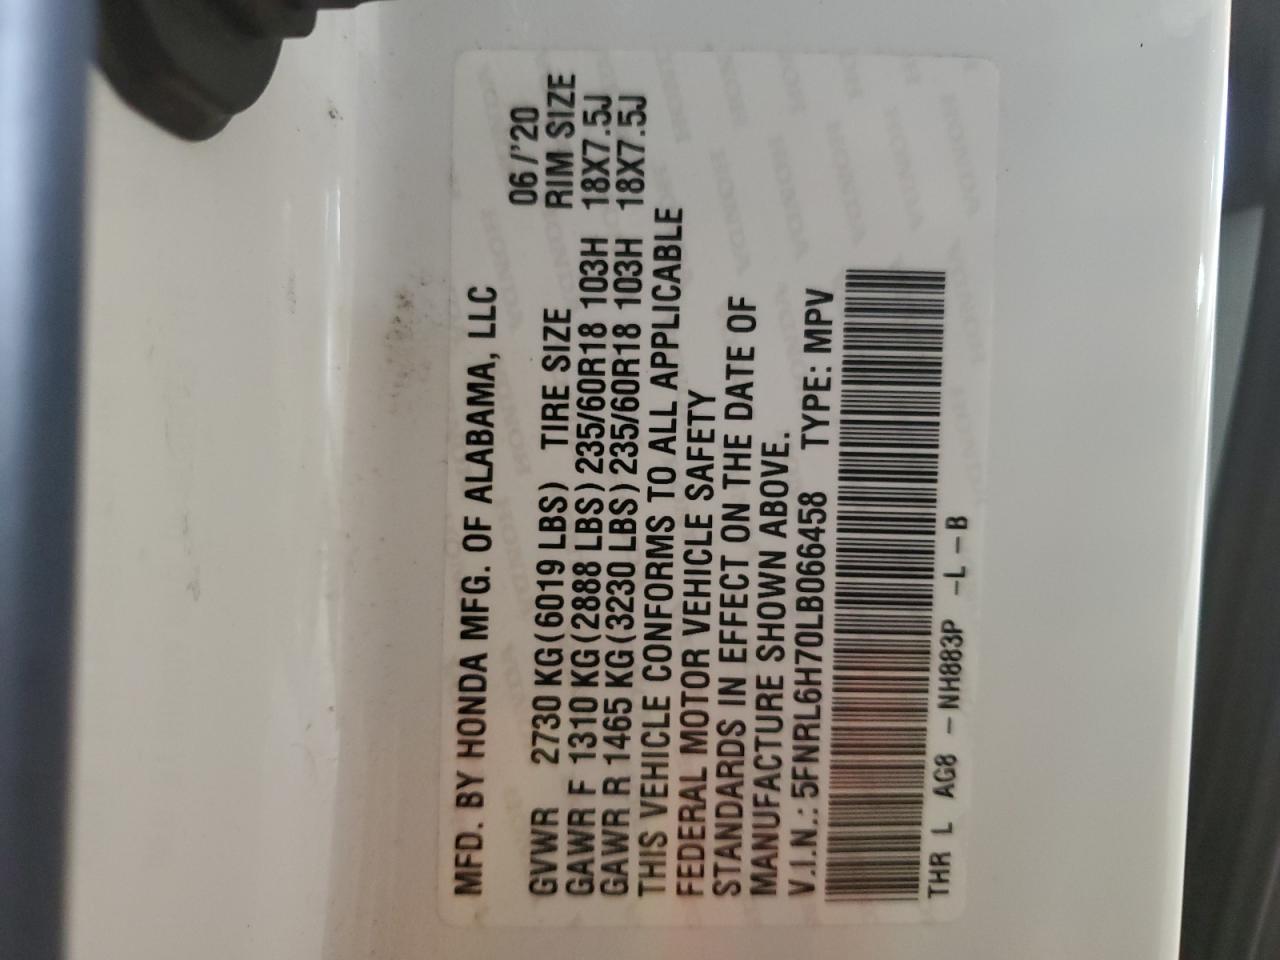 MFD. BY HONDA MFG. OF ALABAMA, LLC
06/'20
GVWR 2730 KG(6019 LBS) TIRE SIZE RIM SIZE
GAWR F 1310 KG(2888 LBS)235/60R18 103H 18X7.5J
GAWR R 1465 KG(3230 LBS)235/60R18 103H 18X7.5J
THIS VEHICLE CONFORMS TO ALL APPLICABLE
FEDERAL MOTOR VEHICLE SAFETY
STANDARDS IN EFFECT ON THE DATE OF
MANUFACTURE SHOWN ABOVE.
V.I.N.: 5FNRL6H70LB066458 TYPE: MPV
THR L AG8 -NH883P -L-B